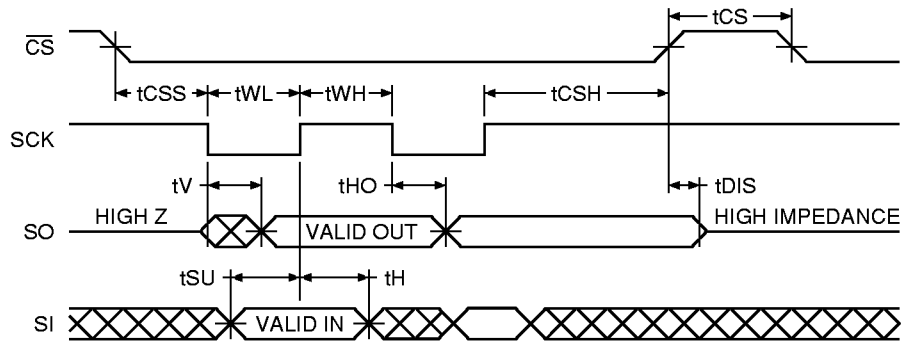 tCS
CS
tCSS tWL tWH tCSH
SCK
tV tHO tDIS
HIGH Z HIGH IMPEDANCE
SO VALID OUT
tSU tH
SI VALID IN